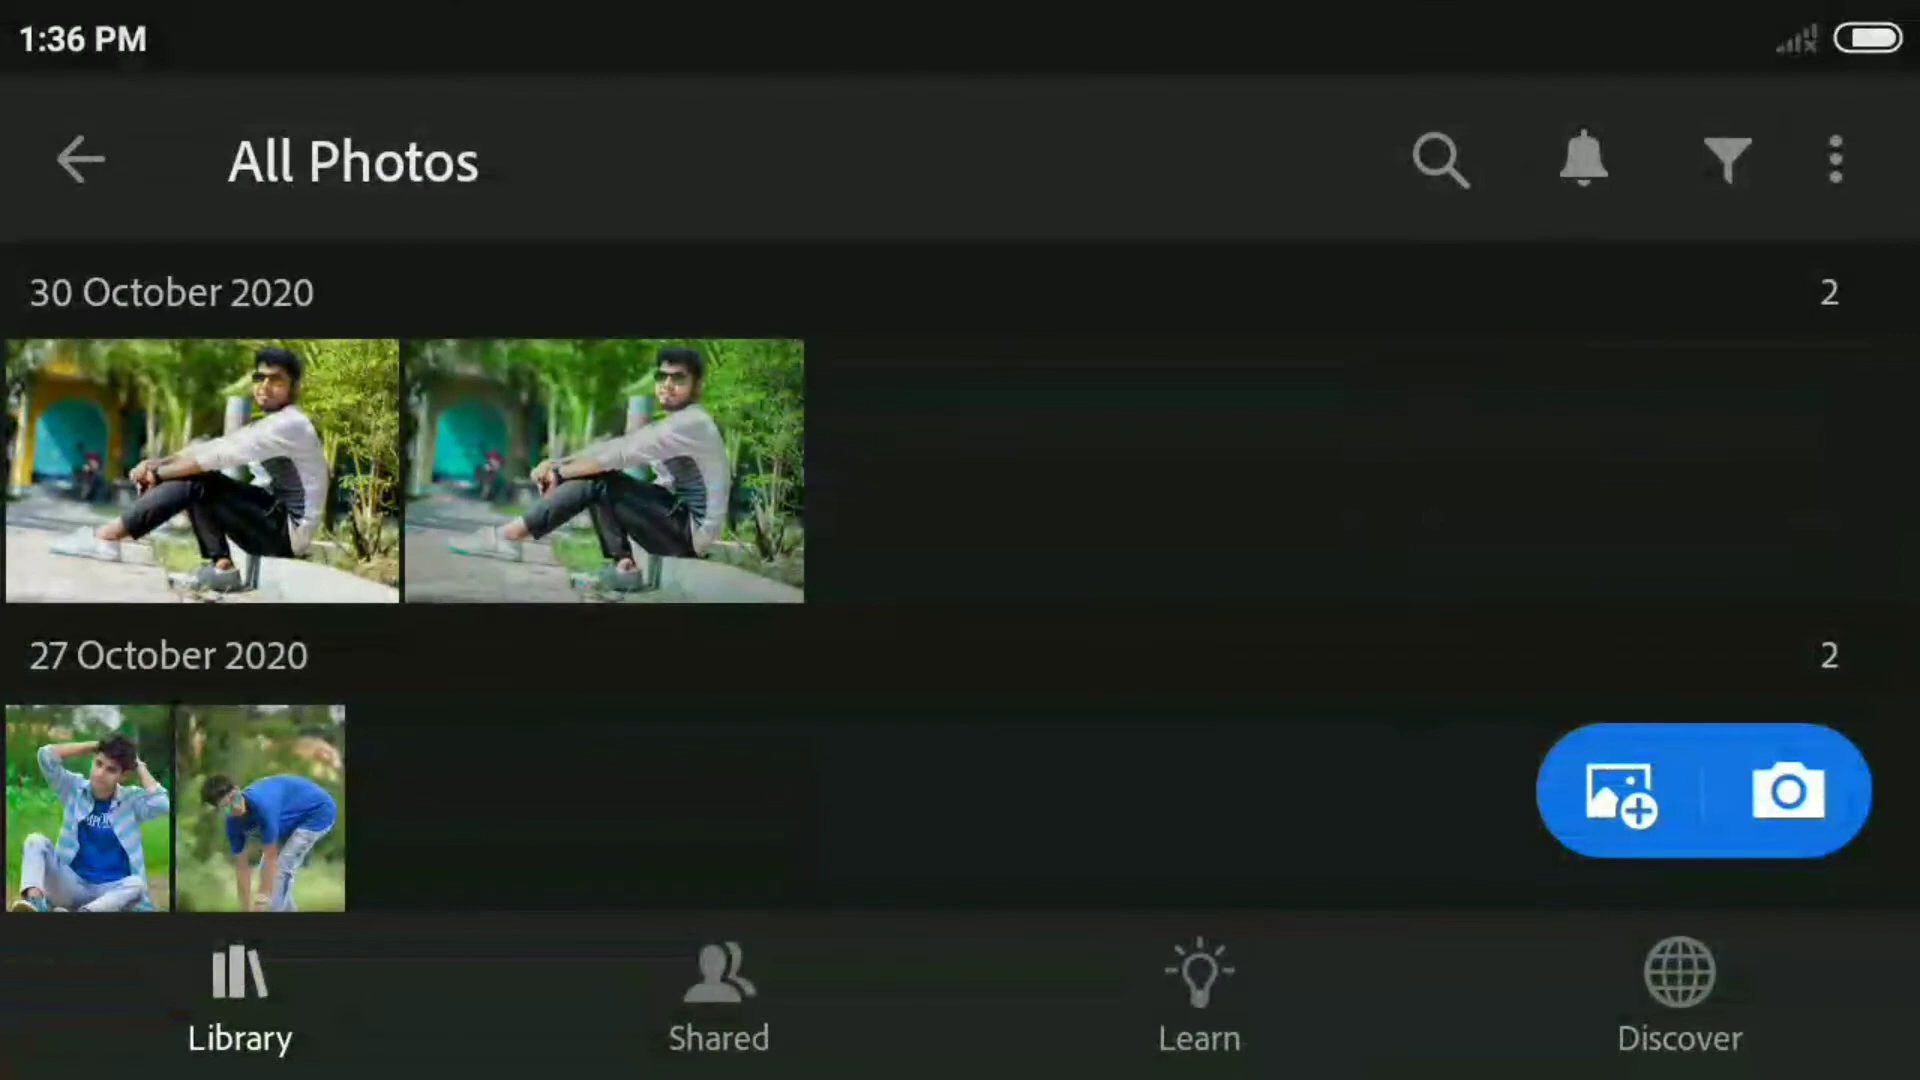 1:36 PM
All Photos
30 October 2020
2
27 October 2020
2
Library
Shared
Learn
Discover